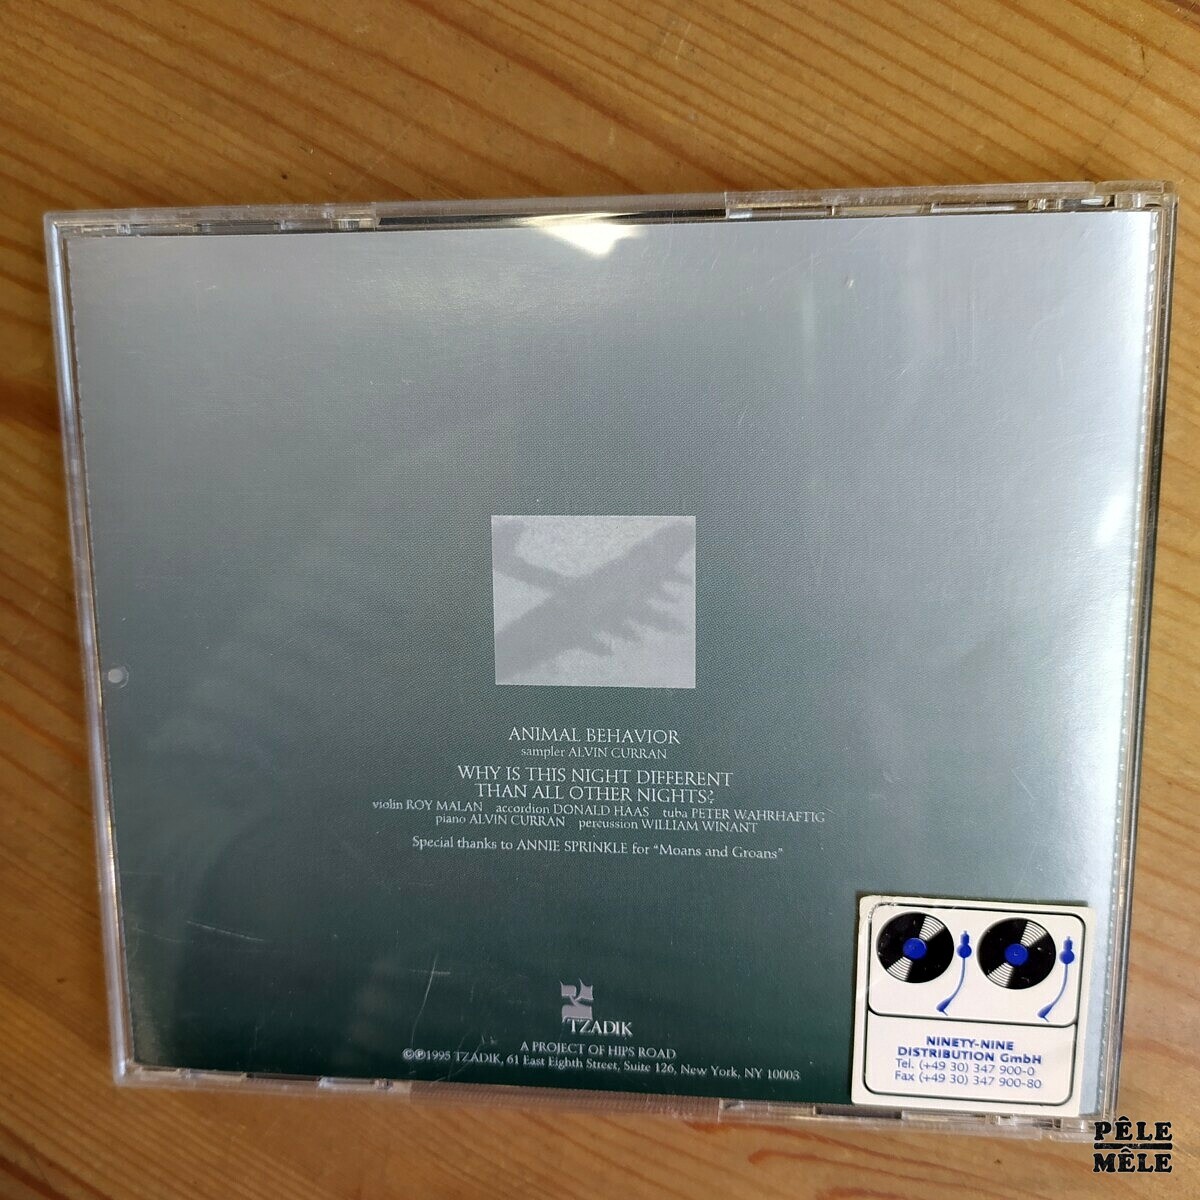 ANIMAL BEHAVIOR
sampler ALVIN CURRAN
WHY IS THIS NIGHT DIFFERENT
THAN ALL OTHER NIGHTS?
violin ROY MALAN accordion DONALD HAAS tuba PETER WAHRHAFTIG
piano ALVIN CURRAN percussion WILLIAM WINANT
Special thanks to ANNIE SPRINKLE for "Moans and Groans"
צ
TZADIK
A PROJECT OF HIPS ROAD
©℗1995 TZADIK, 61 East Eighth Street, Suite 126, New York, NY 10003
NINETY-NINE
DISTRIBUTION GmbH
Tel. (+49 30) 347 900-0
Fax (+49 30) 347 900-80
PÊLE
MÊLE